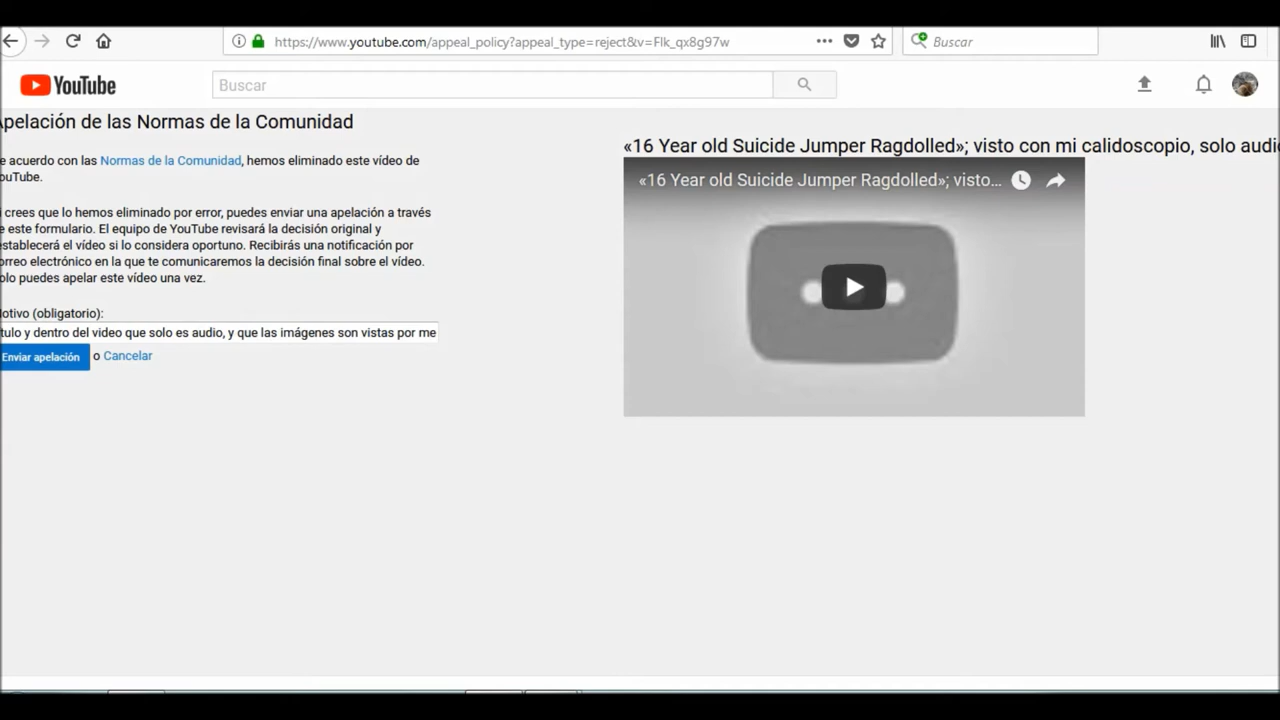 https://www.youtube.com/appeal_policy?appeal_type=reject&v=Flk_qx8g97w
Buscar
YouTube
Buscar
Apelación de las Normas de la Comunidad
«16 Year old Suicide Jumper Ragdolled»; visto con mi calidoscopio, solo audio
e acuerdo con las Normas de la Comunidad, hemos eliminado este vídeo de
ouTube.
«16 Year old Suicide Jumper Ragdolled»; visto...
i crees que lo hemos eliminado por error, puedes enviar una apelación a través
e este formulario. El equipo de YouTube revisará la decisión original y
establecerá el vídeo si lo considera oportuno. Recibirás una notificación por
orreo electrónico en la que te comunicaremos la decisión final sobre el vídeo.
olo puedes apelar este vídeo una vez.
otivo (obligatorio):
tulo y dentro del video que solo es audio, y que las imágenes son vistas por me
Enviar apelación o Cancelar